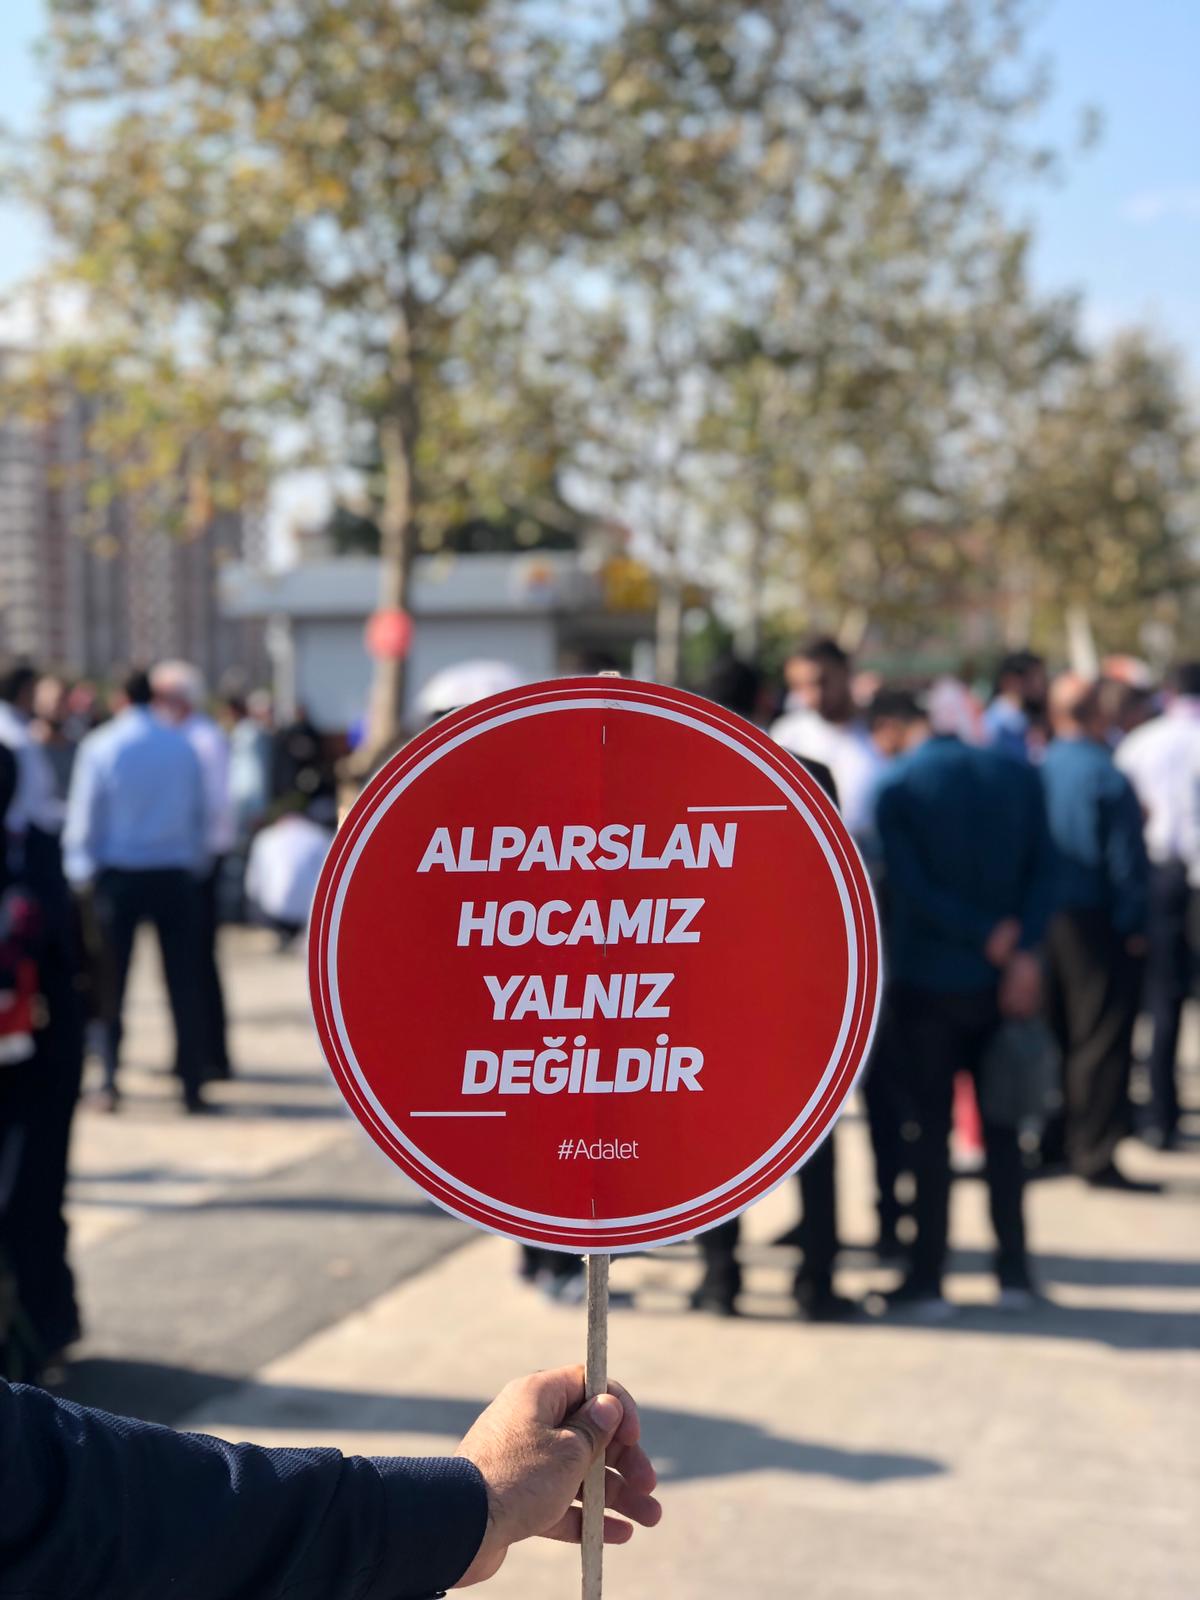 ALPARSLAN
HOCAMIZ
YALNIZ
DEĞİLDİR
#Adalet